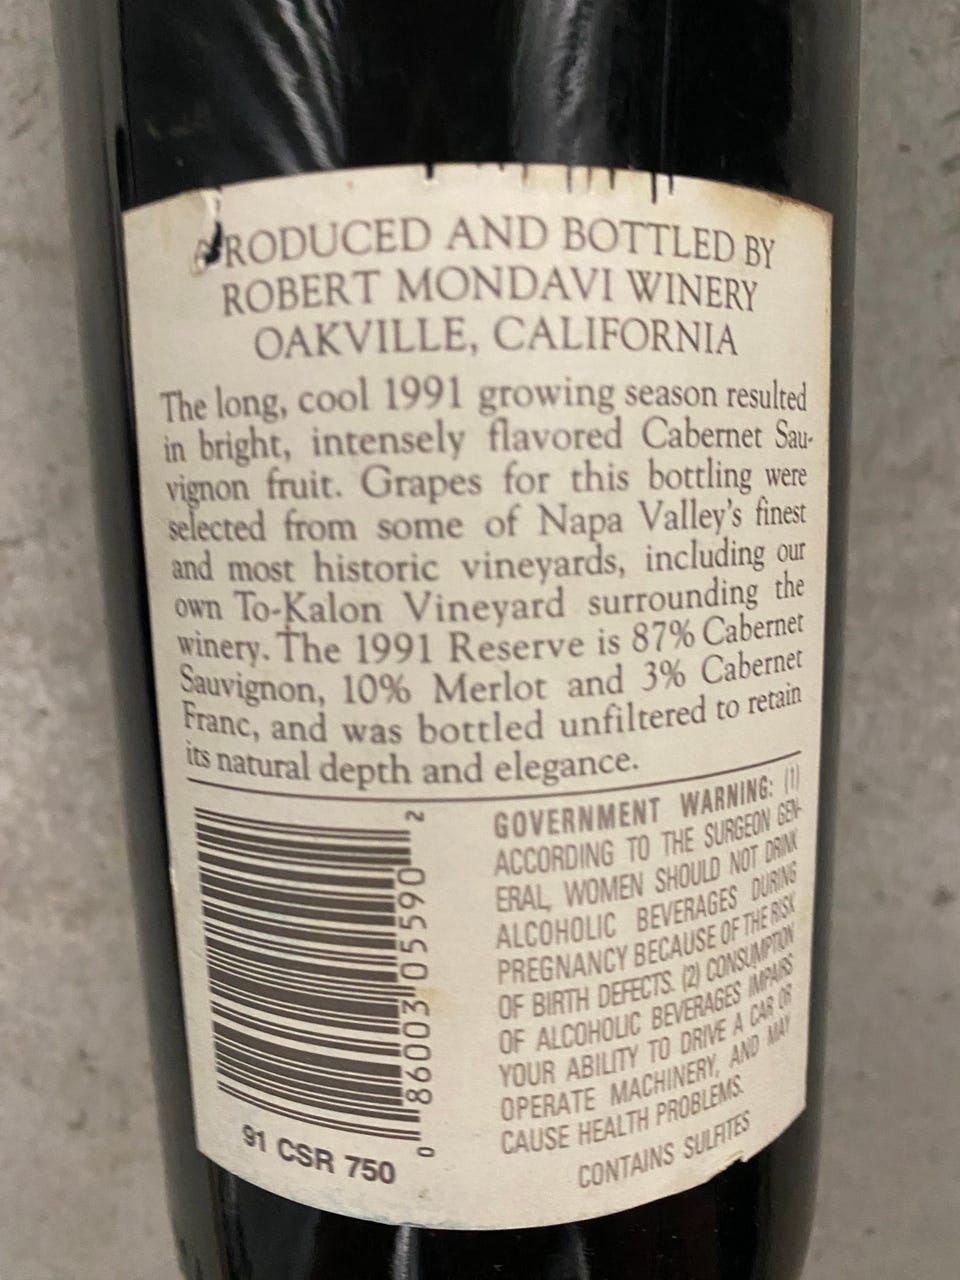 PRODUCED AND BOTTLED BY
ROBERT MONDAVI WINERY
OAKVILLE, CALIFORNIA
The long, cool 1991 growing season resulted
in bright, intensely flavored Cabernet Sau-
vignon fruit. Grapes for this bottling were
selected from some of Napa Valley's finest
and most historic vineyards, including our
own To-Kalon Vineyard surrounding the
winery. The 1991 Reserve is 87% Cabernet
Sauvignon, 10% Merlot and 3% Cabernet
Franc, and was bottled unfiltered to retain
its natural depth and elegance.
0 86003 05590 2
91 CSR 750
GOVERNMENT WARNING: (1)
ACCORDING TO THE SURGEON GEN-
ERAL, WOMEN SHOULD NOT DRINK
ALCOHOLIC BEVERAGES DURING
PREGNANCY BECAUSE OF THE RISK
OF BIRTH DEFECTS. (2) CONSUMPTION
OF ALCOHOLIC BEVERAGES IMPAIRS
YOUR ABILITY TO DRIVE A CAR OR
OPERATE MACHINERY, AND MAY
CAUSE HEALTH PROBLEMS.
CONTAINS SULFITES